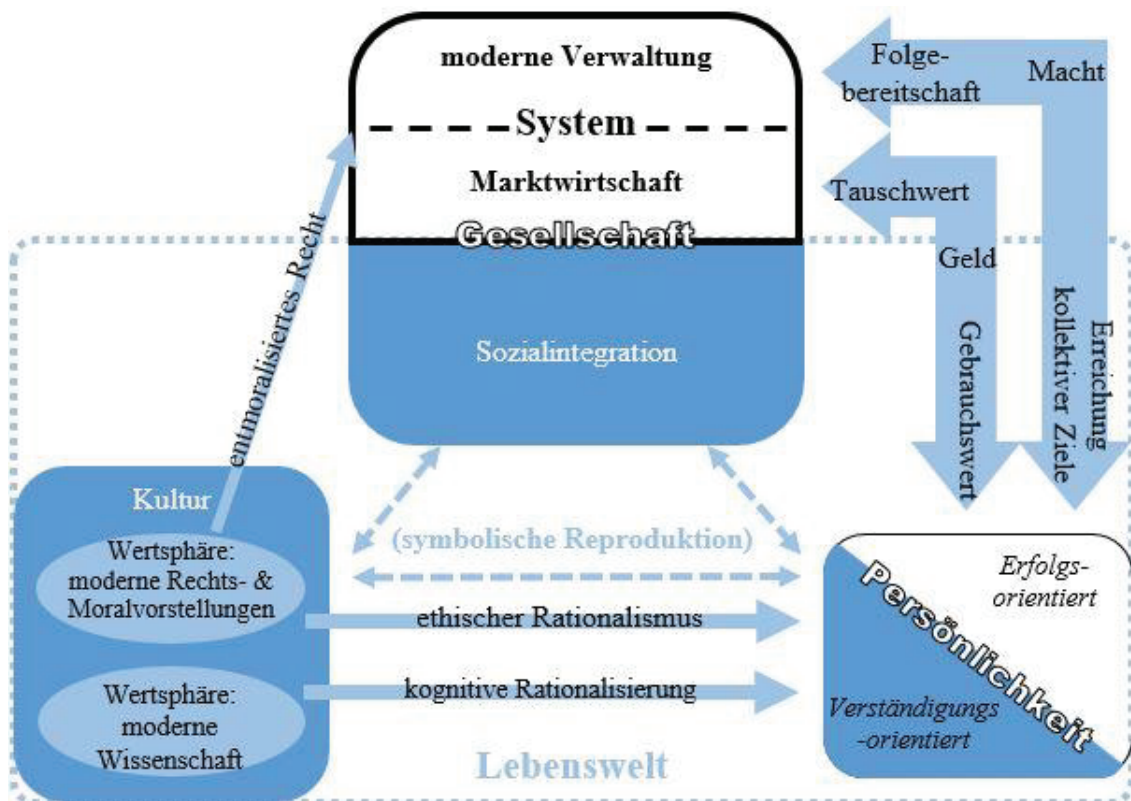 moderne Verwaltung
System
Marktwirtschaft
Gesellschaft
Sozialintegration
Folge-
bereitschaft
Macht
Tauschwert
Geld
Gebrauchswert
Erreichung
kollektiver Ziele
entmoralisiertes Recht
Kultur
Wertsphäre:
moderne Rechts- &
Moralvorstellungen
Wertsphäre:
moderne
Wissenschaft
(symbolische Reproduktion)
ethischer Rationalismus
kognitive Rationalisierung
Erfolgs-
orientiert
Persönlichkeit
Verständigungs
-orientiert
Lebenswelt